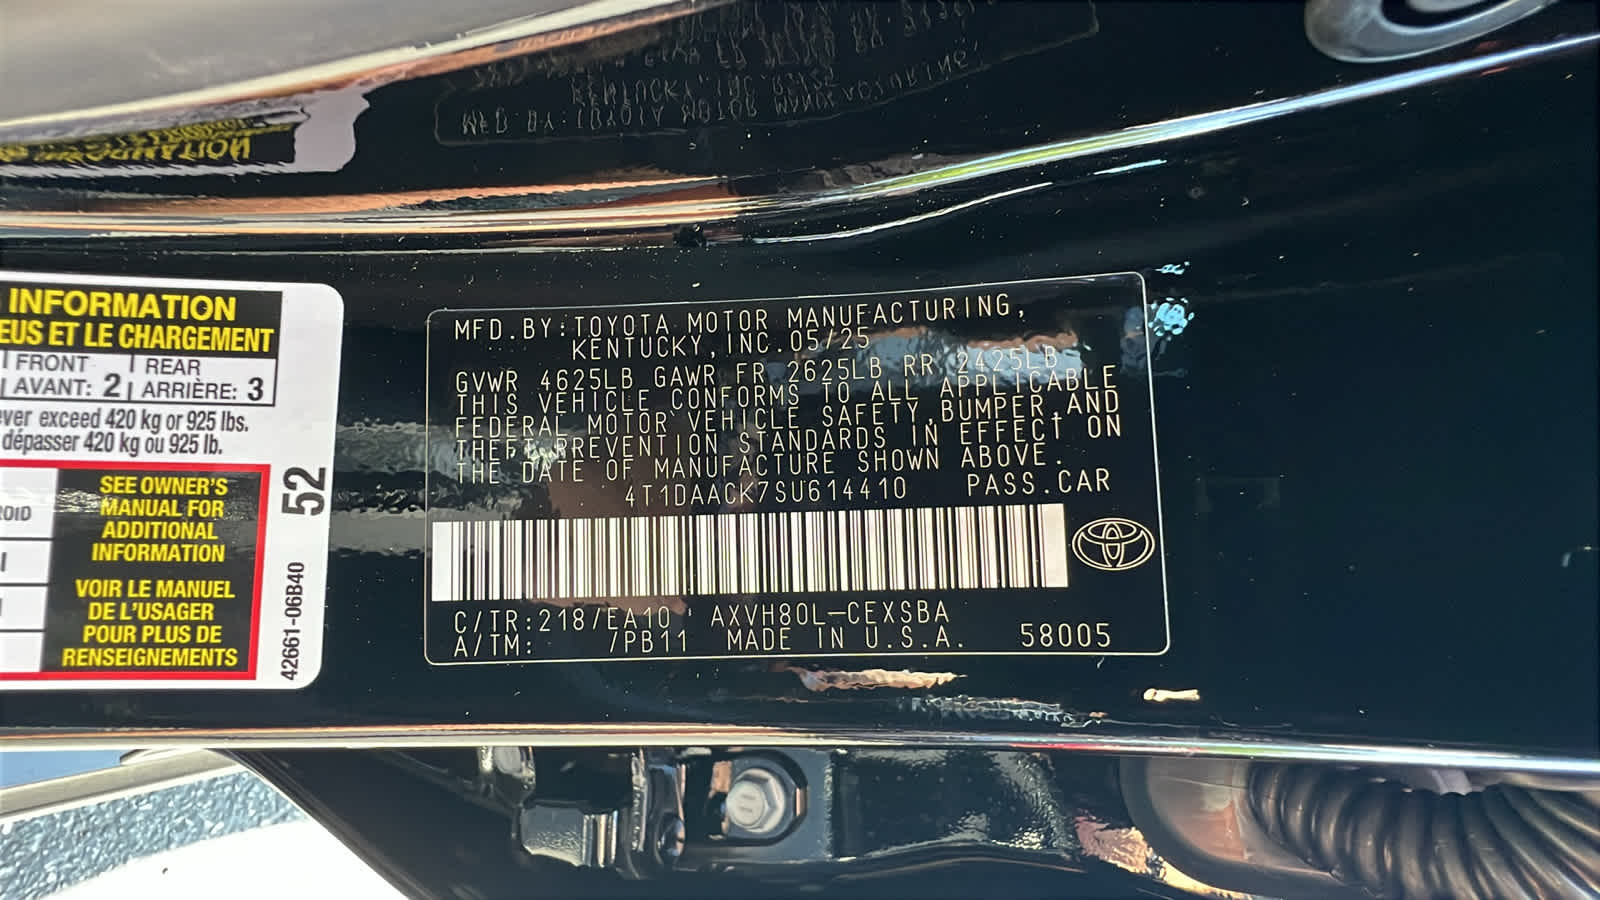 INFORMATION
EUS ET LE CHARGEMENT
FRONT REAR
AVANT: 2 ARRIÈRE: 3
ver exceed 420 kg or 925 lbs.
dépasser 420 kg ou 925 lb.
SEE OWNER'S
MANUAL FOR
ADDITIONAL
INFORMATION
VOIR LE MANUEL
DE L'USAGER
POUR PLUS DE
RENSEIGNEMENTS
52
42661-06B40
MFD.BY:TOYOTA MOTOR MANUFACTURING,
KENTUCKY,INC.05/25
GVWR 4625LB GAWR FR 2625LB RR 2425LB
THIS VEHICLE CONFORMS TO ALL APPLICABLE
FEDERAL MOTOR VEHICLE SAFETY,BUMPER,AND
THEFT PREVENTION STANDARDS IN EFFECT ON
THE DATE OF MANUFACTURE SHOWN ABOVE.
4T1DAACK7SU614410 PASS.CAR
C/TR:218/EA10 AXVH80L-CEXSBA
A/TM: /PB11 MADE IN U.S.A. 58005